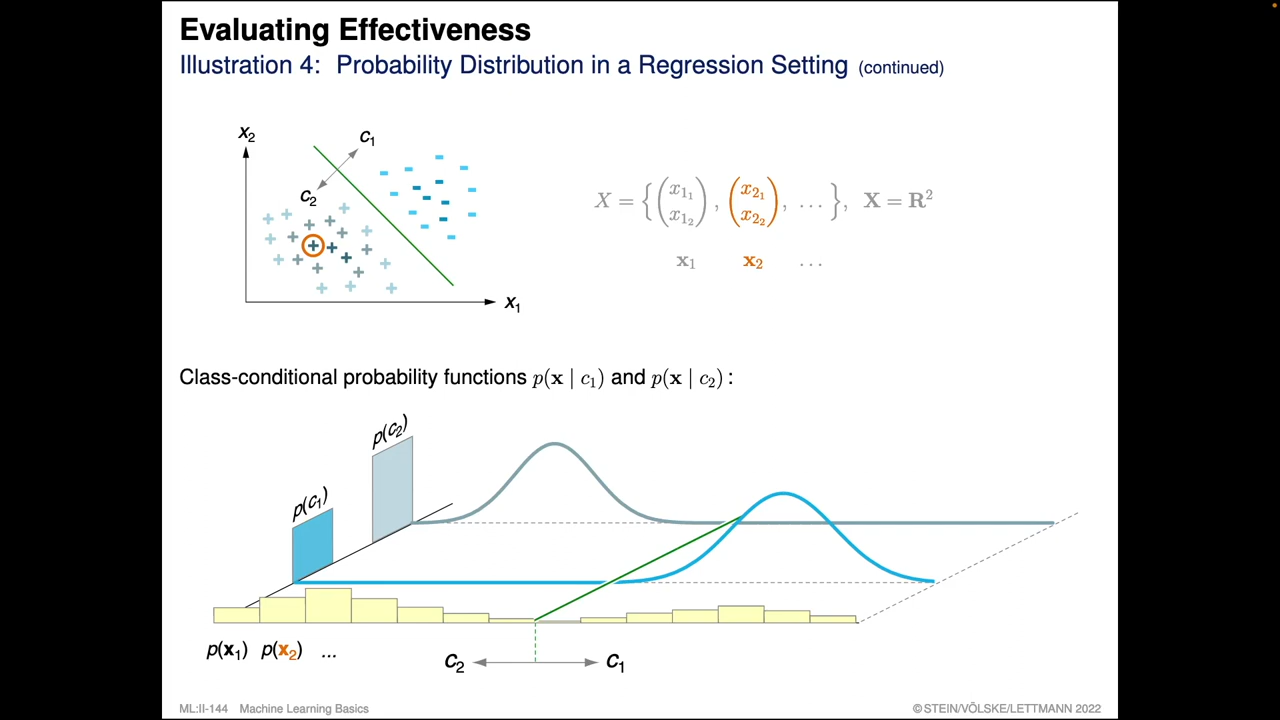 Evaluating Effectiveness
Illustration 4: Probability Distribution in a Regression Setting (continued)
x₂
c₁
c₂
x₁
X = { (x₁₁ x₁₂), (x₂₁ x₂₂), ... }, X = R²
x₁ x₂ ...
Class-conditional probability functions p(x | c₁) and p(x | c₂) :
p(c₂)
p(c₁)
p(x₁) p(x₂) ...
c₂ c₁
ML:II-144 Machine Learning Basics
© STEIN/VÖLSKE/LETTMANN 2022